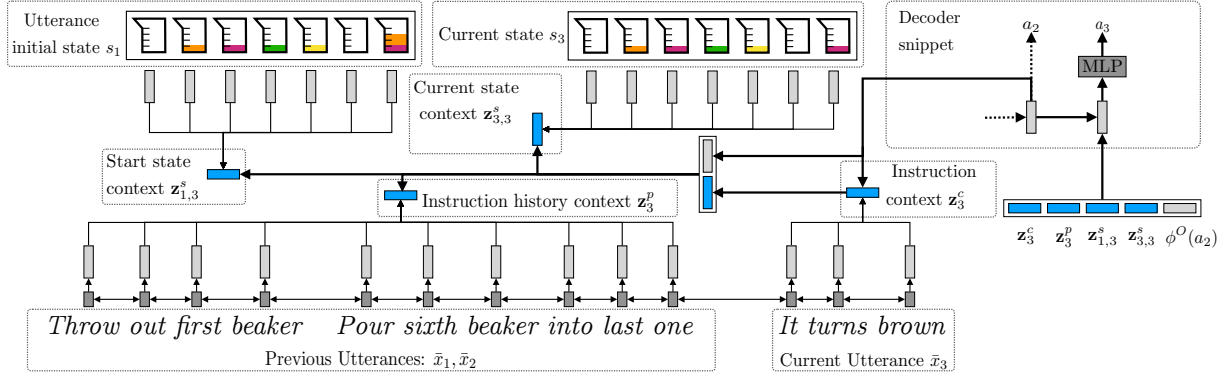 Utterance
initial state s₁
Current state s₃
Decoder
snippet
a₂
a₃
MLP
Current state
context z^s_{3,3}
Start state
context z^s_{1,3}
Instruction history context z^p_3
Instruction
context z^c_3
z^c_3 z^p_3 z^s_{1,3} z^s_{3,3} ϕ^O(a₂)
Throw out first beaker Pour sixth beaker into last one
It turns brown
Previous Utterances: x̄₁, x̄₂
Current Utterance x̄₃